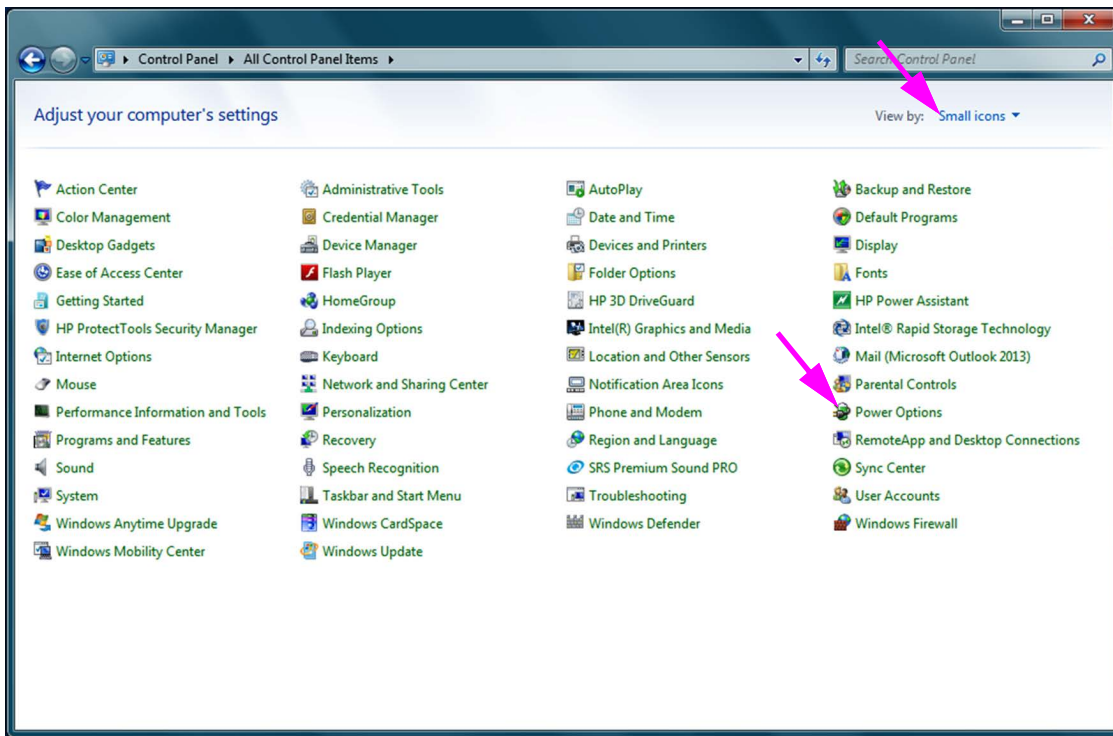 Control Panel All Control Panel Items Search Control Panel
Adjust your computer's settings View by: Small icons
Action Center Administrative Tools AutoPlay Backup and Restore
Color Management Credential Manager Date and Time Default Programs
Desktop Gadgets Device Manager Devices and Printers Display
Ease of Access Center Flash Player Folder Options Fonts
Getting Started HomeGroup HP 3D DriveGuard HP Power Assistant
HP ProtectTools Security Manager Indexing Options Intel(R) Graphics and Media Intel® Rapid Storage Technology
Internet Options Keyboard Location and Other Sensors Mail (Microsoft Outlook 2013)
Mouse Network and Sharing Center Notification Area Icons Parental Controls
Performance Information and Tools Personalization Phone and Modem Power Options
Programs and Features Recovery Region and Language RemoteApp and Desktop Connections
Sound Speech Recognition SRS Premium Sound PRO Sync Center
System Taskbar and Start Menu Troubleshooting User Accounts
Windows Anytime Upgrade Windows CardSpace Windows Defender Windows Firewall
Windows Mobility Center Windows Update